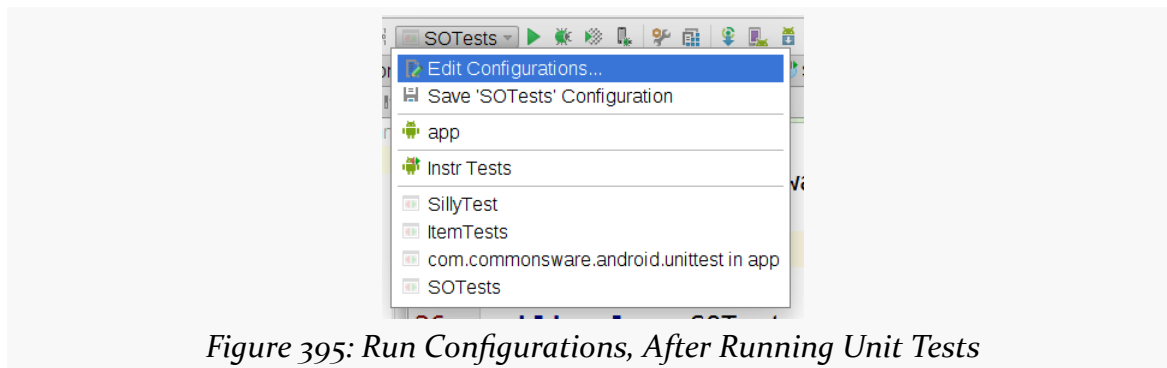 SOTests
Edit Configurations...
Save 'SOTests' Configuration
app
Instr Tests
SillyTest
ItemTests
com.commonsware.android.unittest in app
SOTests
Figure 395: Run Configurations, After Running Unit Tests